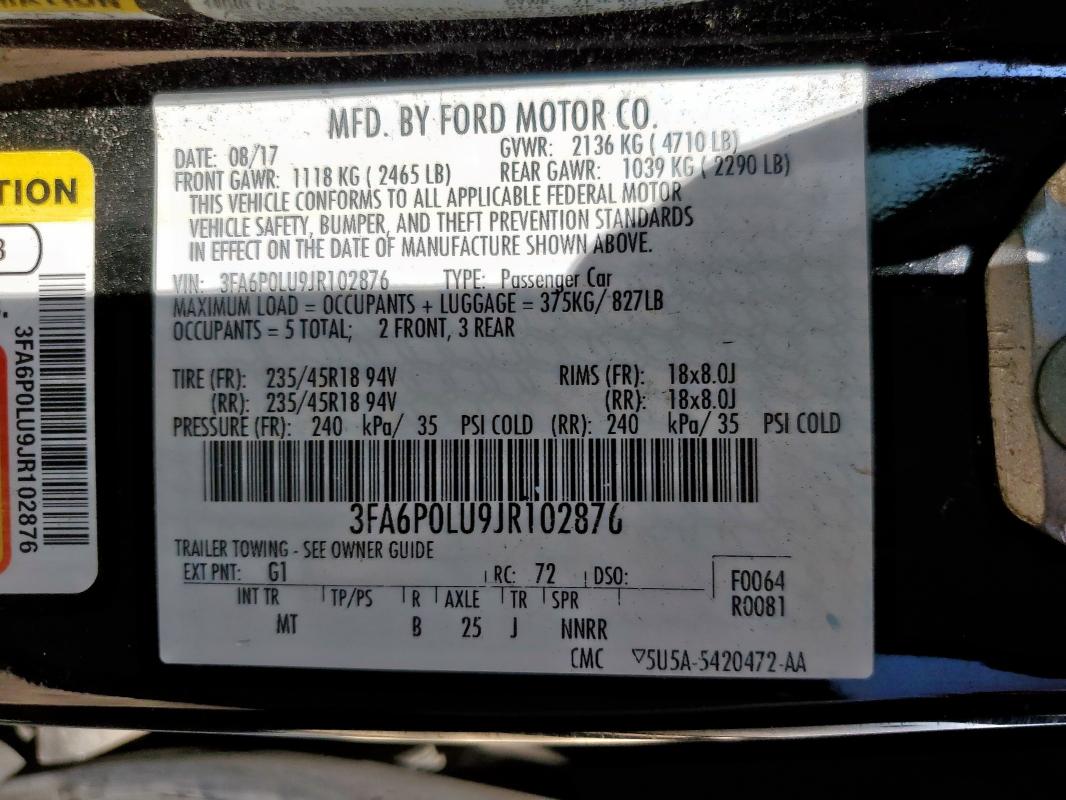 MFD. BY FORD MOTOR CO.
DATE: 08/17 GVWR: 2136 KG ( 4710 LB)
FRONT GAWR: 1118 KG ( 2465 LB) REAR GAWR: 1039 KG ( 2290 LB)
THIS VEHICLE CONFORMS TO ALL APPLICABLE FEDERAL MOTOR
VEHICLE SAFETY, BUMPER, AND THEFT PREVENTION STANDARDS
IN EFFECT ON THE DATE OF MANUFACTURE SHOWN ABOVE.
VIN: 3FA6P0LU9JR102876 TYPE: Passenger Car
MAXIMUM LOAD = OCCUPANTS + LUGGAGE = 375KG/ 827LB
OCCUPANTS = 5 TOTAL; 2 FRONT, 3 REAR
TIRE (FR): 235/45R18 94V RIMS (FR): 18x8.0J
(RR): 235/45R18 94V (RR): 18x8.0J
PRESSURE (FR): 240 kPa/ 35 PSI COLD (RR): 240 kPa/ 35 PSI COLD
3FA6P0LU9JR102876
TRAILER TOWING - SEE OWNER GUIDE
EXT PNT: G1 RC: 72 DSO: F0064
R0081
INT TR TP/PS R AXLE TR SPR
MT B 25 J NNRR
CMC ▽5U5A-5420472-AA
TION
3FA6P0LU9JR102876